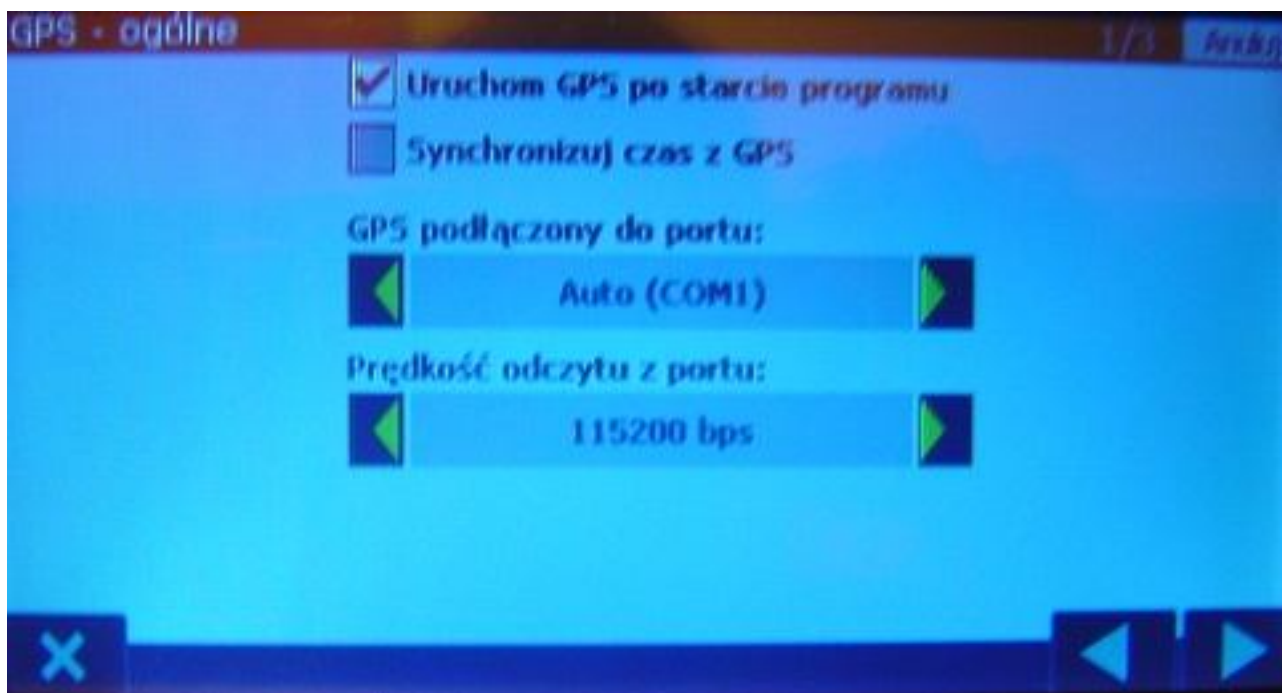 GPS - ogólne 1/3
Uruchom GPS po starcie programu
Synchronizuj czas z GPS
GPS podłączony do portu:
Auto (COM1)
Prędkość odczytu z portu:
115200 bps